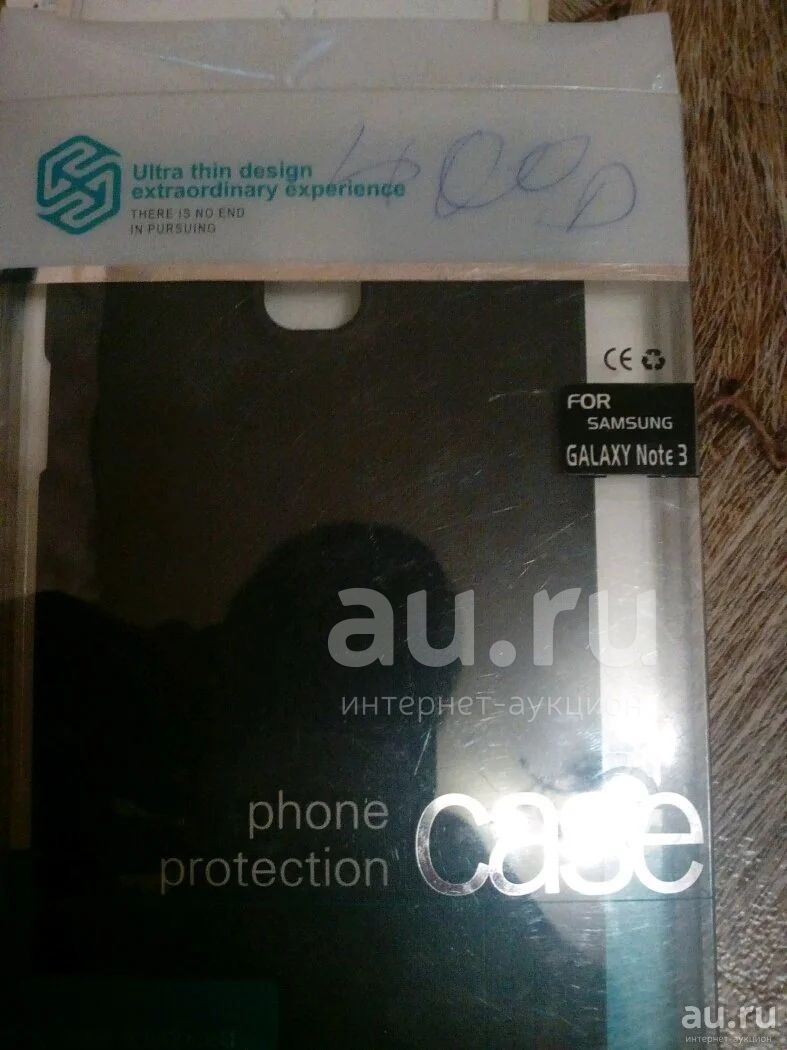 Ultra thin design
extraordinary experience
THERE IS NO END
IN PURSUING
400
CE
FOR
SAMSUNG
GALAXY Note 3
au.ru
интернет-аукцион
phone
protection
case
au.ru
интернет-аукцион